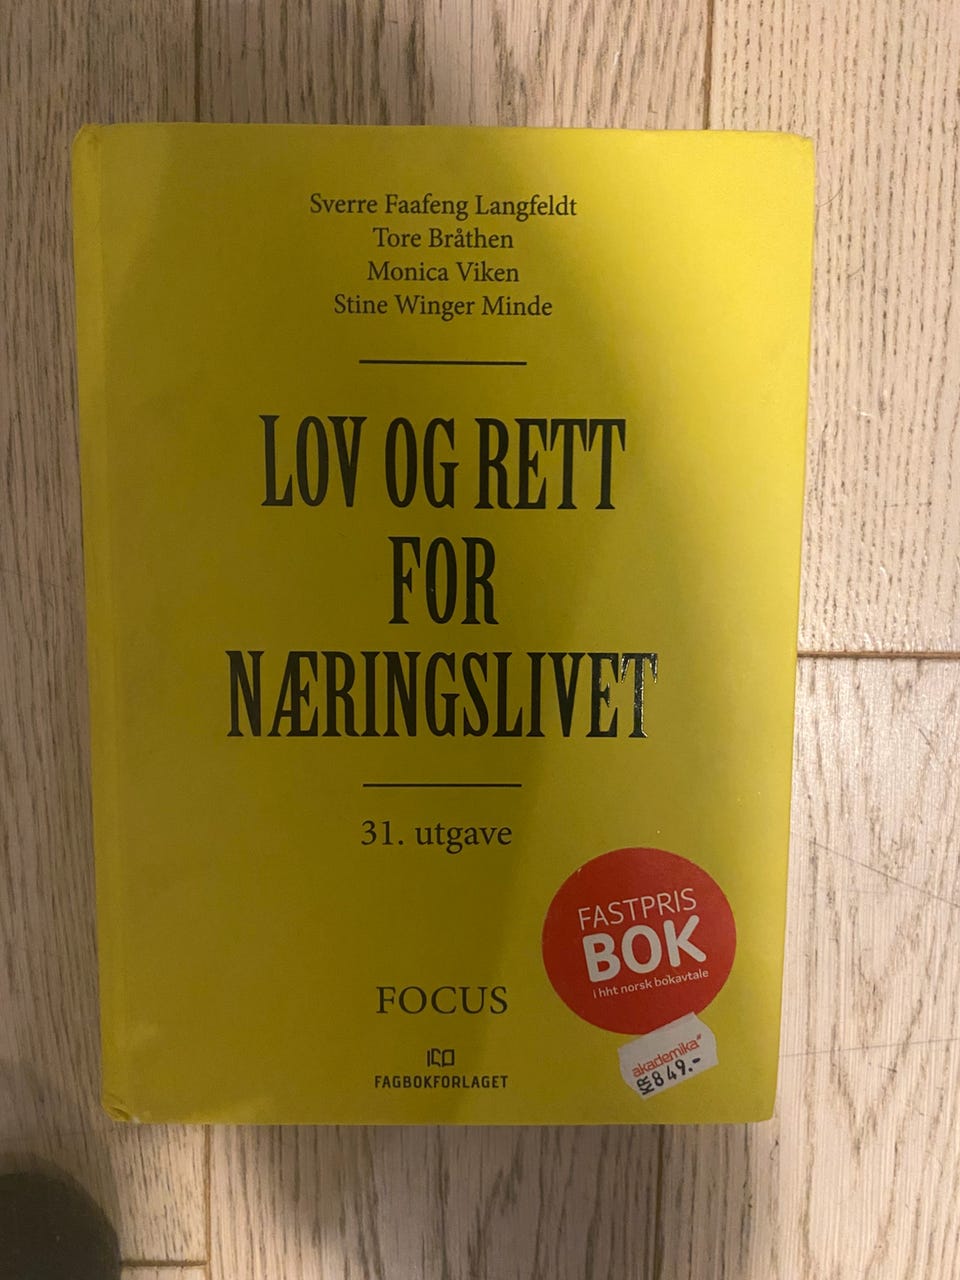 Sverre Faafeng Langfeldt
Tore Bråthen
Monica Viken
Stine Winger Minde
LOV OG RETT
FOR
NÆRINGSLIVET
31. utgave
FASTPRIS
BOK
i hht norsk bokavtale
FOCUS
akademika
KR 849.-
FAGBOKFORLAGET